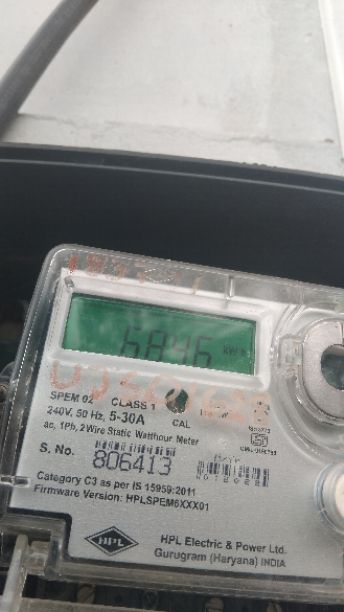 6846 kWh
SPEM 02 CLASS 1
240V, 50 Hz, 5-30A CAL
ac, 1Ph, 2 Wire Static Watthour Meter
S. No. 806413
Category C3 as per IS 15959:2011
Firmware Version: HPLSPEM6XXX01
HPL HPL Electric & Power Ltd.
Gurugram (Haryana) INDIA